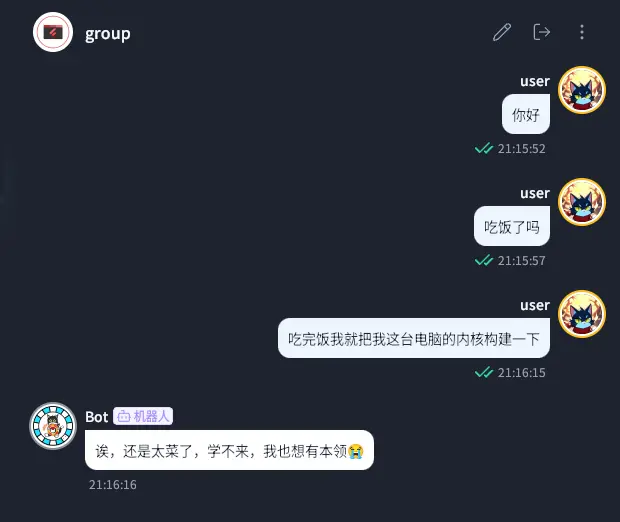 group
user
你好
21:15:52
user
吃饭了吗
21:15:57
user
吃完饭我就把我这台电脑的内核构建一下
21:16:15
Bot 机器人
诶，还是太菜了，学不来，我也想有本领😭
21:16:16